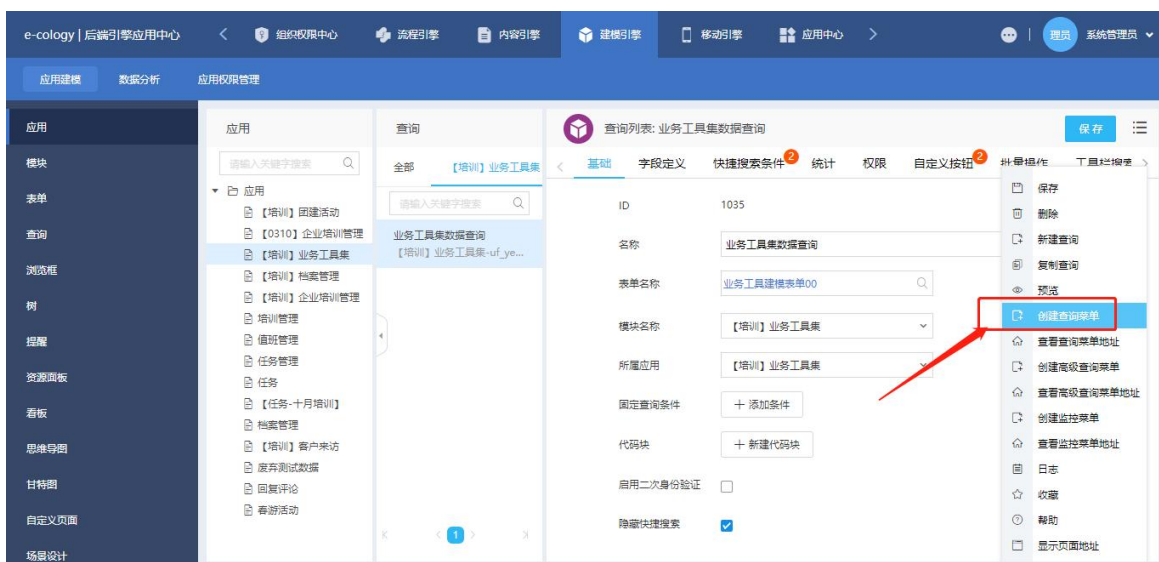 e-cology | 后端引擎应用中心
组织权限中心
流程引擎
内容引擎
建模引擎
移动引擎
应用中心
理员
系统管理员
应用建模
数据分析
应用权限管理
应用
模块
表单
查询
浏览框
树
提醒
资源面板
看板
思维导图
甘特图
自定义页面
场景设计
应用
请输入关键字搜索
应用
【培训】团建活动
【0310】企业培训管理
【培训】业务工具集
【培训】档案管理
【培训】企业培训管理
培训管理
值班管理
任务管理
任务
【任务-十月培训】
档案管理
【培训】客户来访
废弃测试数据
回复评论
春游活动
查询
全部
【培训】业务工具集
请输入关键字搜索
业务工具集数据查询
【培训】业务工具集-uf_ye...
1
查询列表: 业务工具集数据查询
保存
基础
字段定义
快捷搜索条件
2
统计
权限
自定义按钮
2
批量操作
工具栏搜索
ID
1035
名称
业务工具集数据查询
表单名称
业务工具建模表单00
模块名称
【培训】业务工具集
所属应用
【培训】业务工具集
固定查询条件
添加条件
代码块
新建代码块
启用二次身份验证
隐藏快捷搜索
保存
删除
新建查询
复制查询
预览
创建查询菜单
查看查询菜单地址
创建高级查询菜单
查看高级查询菜单地址
创建监控菜单
查看监控菜单地址
日志
收藏
帮助
显示页面地址